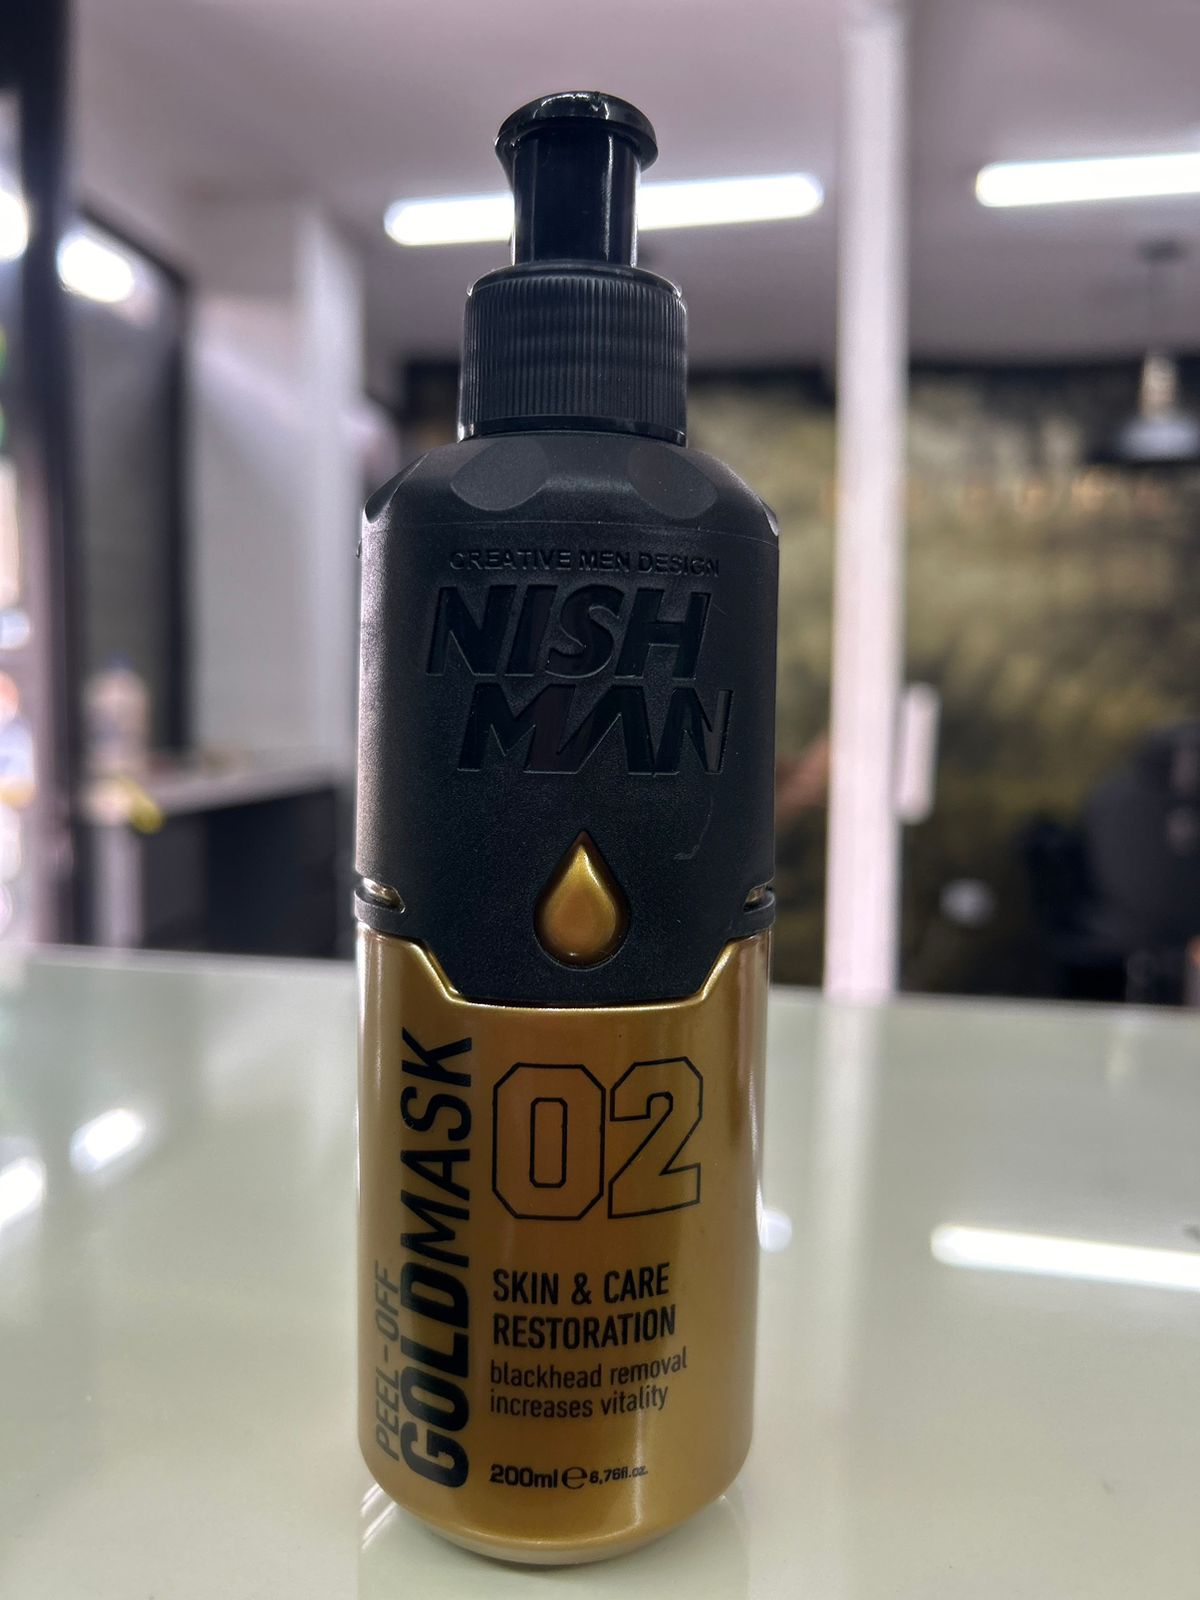 CREATIVE MEN DESIGN
NISH
MAN
PEEL-OFF
GOLDMASK
02
SKIN & CARE
RESTORATION
blackhead removal
increases vitality
200ml ℮ 6,76fl.oz.